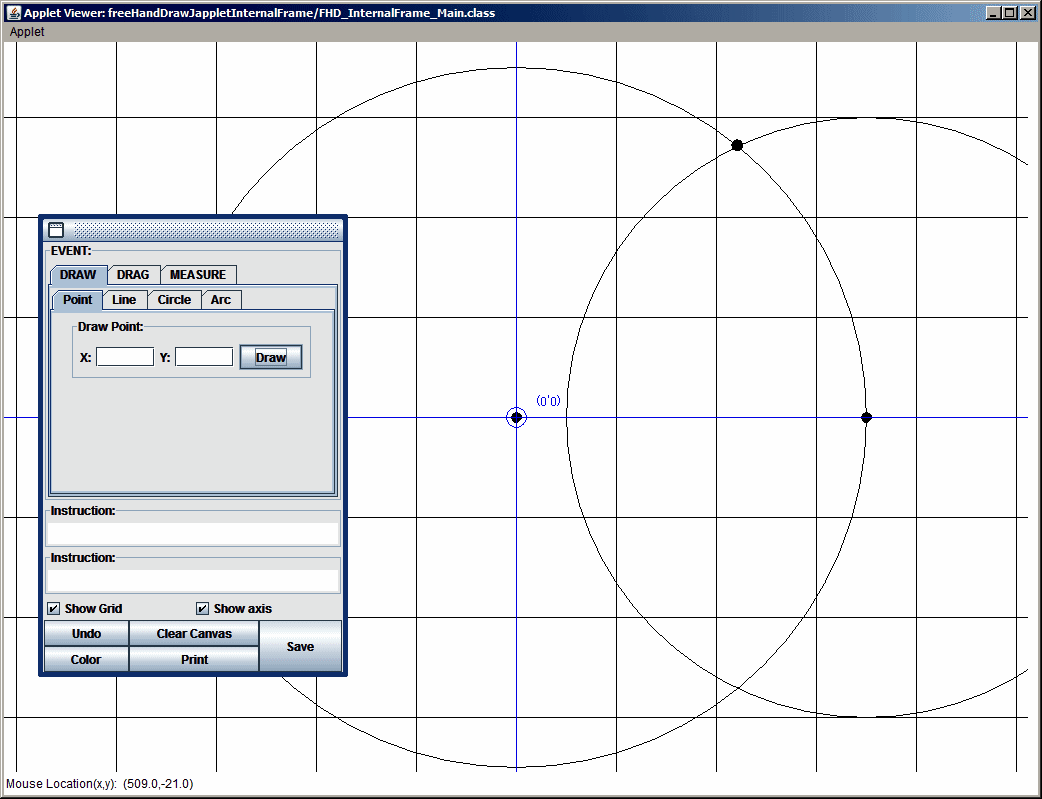 Applet Viewer: freeHandDrawJappletInternalFrame/FHD_InternalFrame_Main.class
Applet
EVENT:
DRAW DRAG MEASURE
Point Line Circle Arc
Draw Point:
X: Y: Draw
(0'0)
Instruction:
Instruction:
Show Grid Show axis
Undo Clear Canvas Save
Color Print
Mouse Location(x,y): (509.0,-21.0)